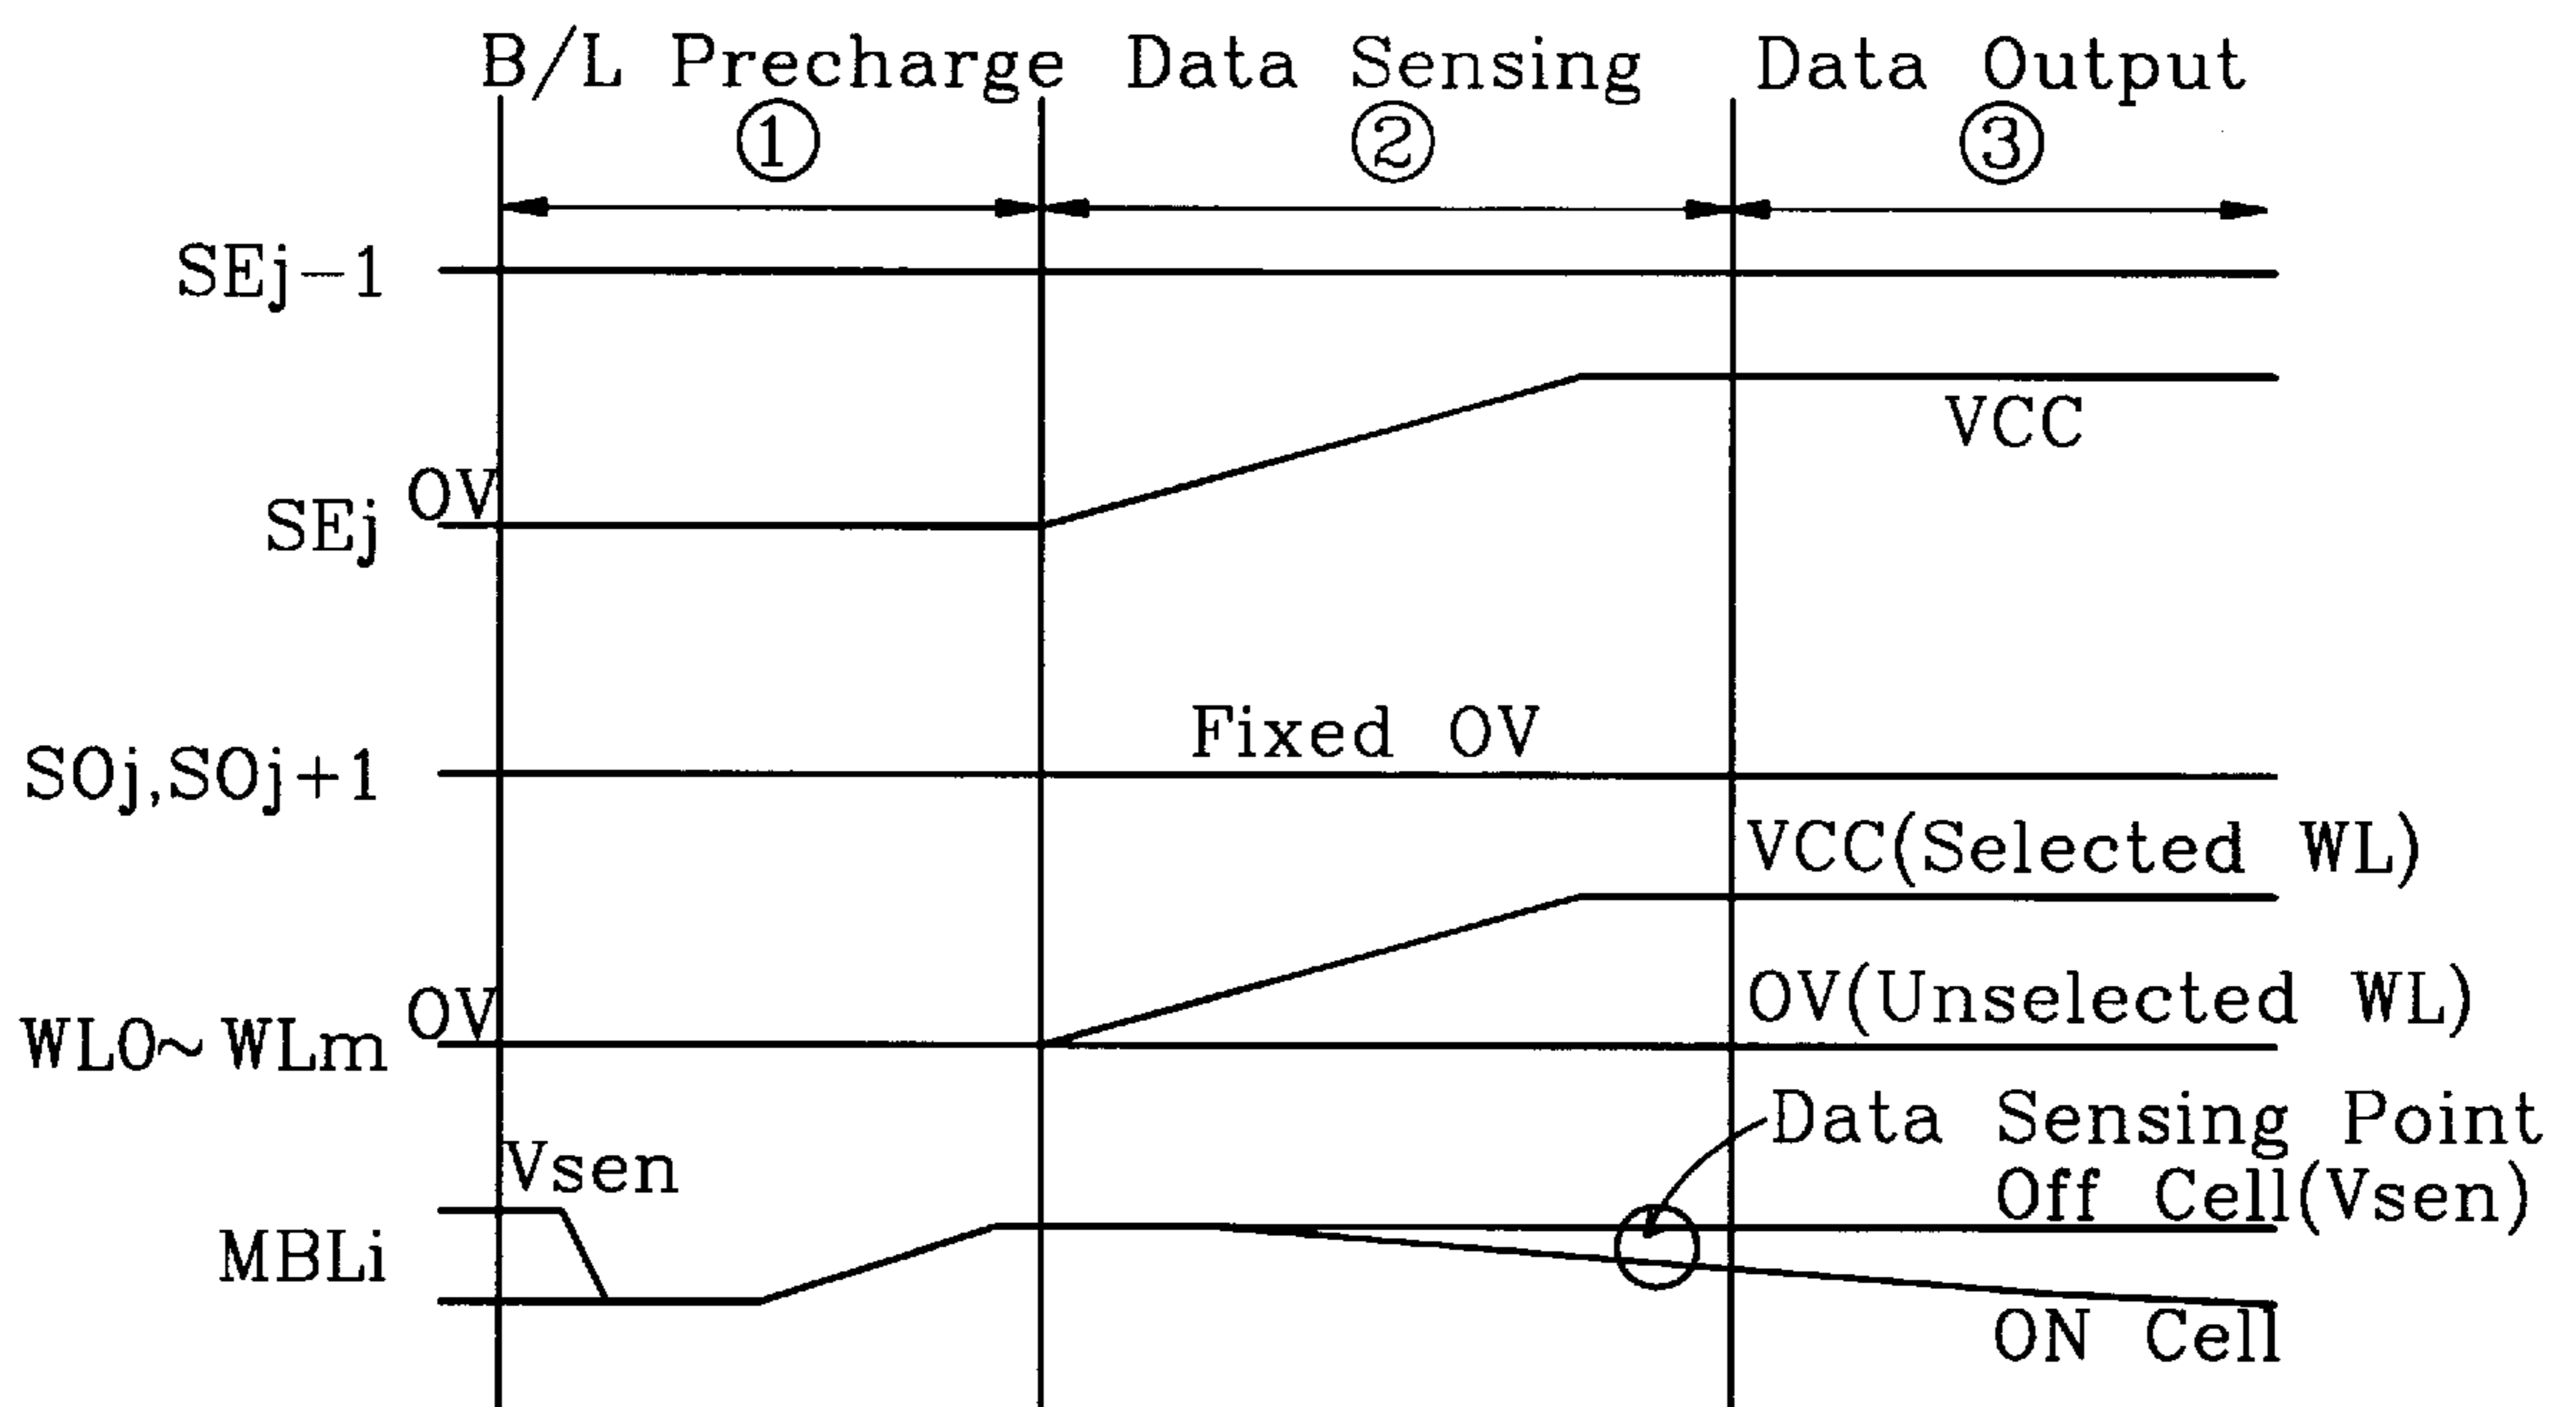 B/L Precharge Data Sensing Data Output
① ② ③
SEj-1
VCC
SEj 0V
Fixed 0V
SOj,SOj+1
VCC(Selected WL)
0V(Unselected WL)
WL0~WLm 0V
Data Sensing Point
Vsen
Off Cell(Vsen)
MBLi
ON Cell